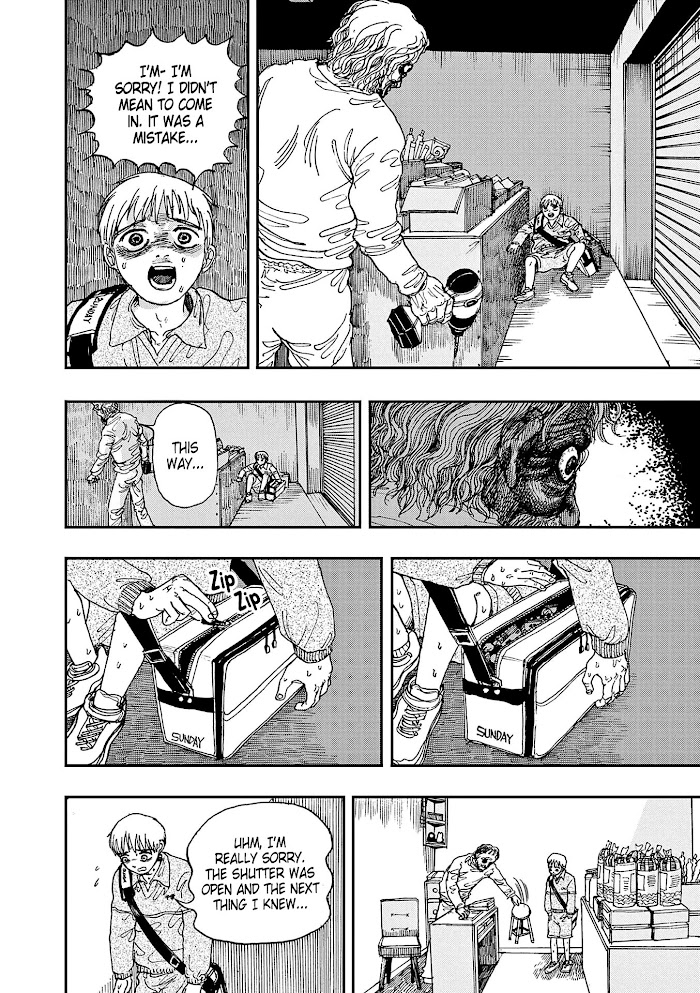 I'M- I'M
SORRY! I DIDN'T
MEAN TO COME
IN. IT WAS A
MISTAKE...
SUNDAY
THIS
WAY...
Zip
Zip
SUNDAY
SUNDAY
UHM, I'M
REALLY SORRY.
THE SHUTTER WAS
OPEN AND THE NEXT
THING I KNEW...